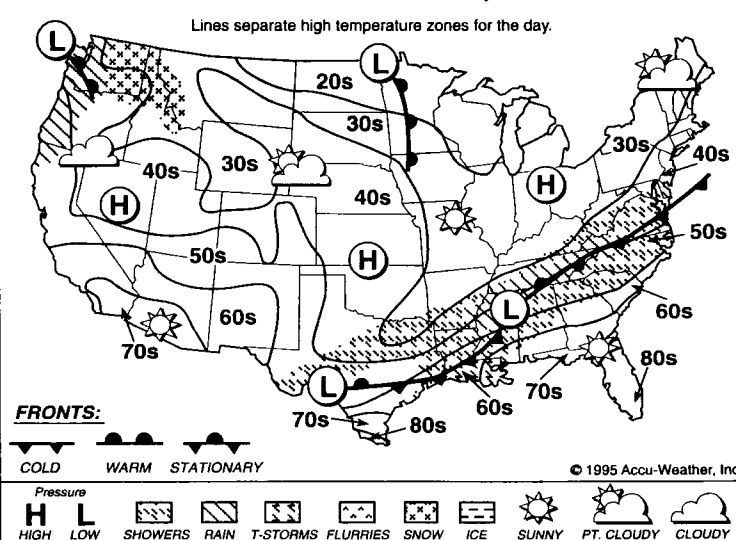 Lines separate high temperature zones for the day.
L
L
20s
30s
30s
40s
30s
40s
40s
H
H
50s
50s
H
60s
L
60s
70s
80s
L
70s
80s
60s
70s
FRONTS:
COLD WARM STATIONARY
© 1995 Accu-Weather, Inc
Pressure
H L
HIGH LOW SHOWERS RAIN T-STORMS FLURRIES SNOW ICE SUNNY PT. CLOUDY CLOUDY